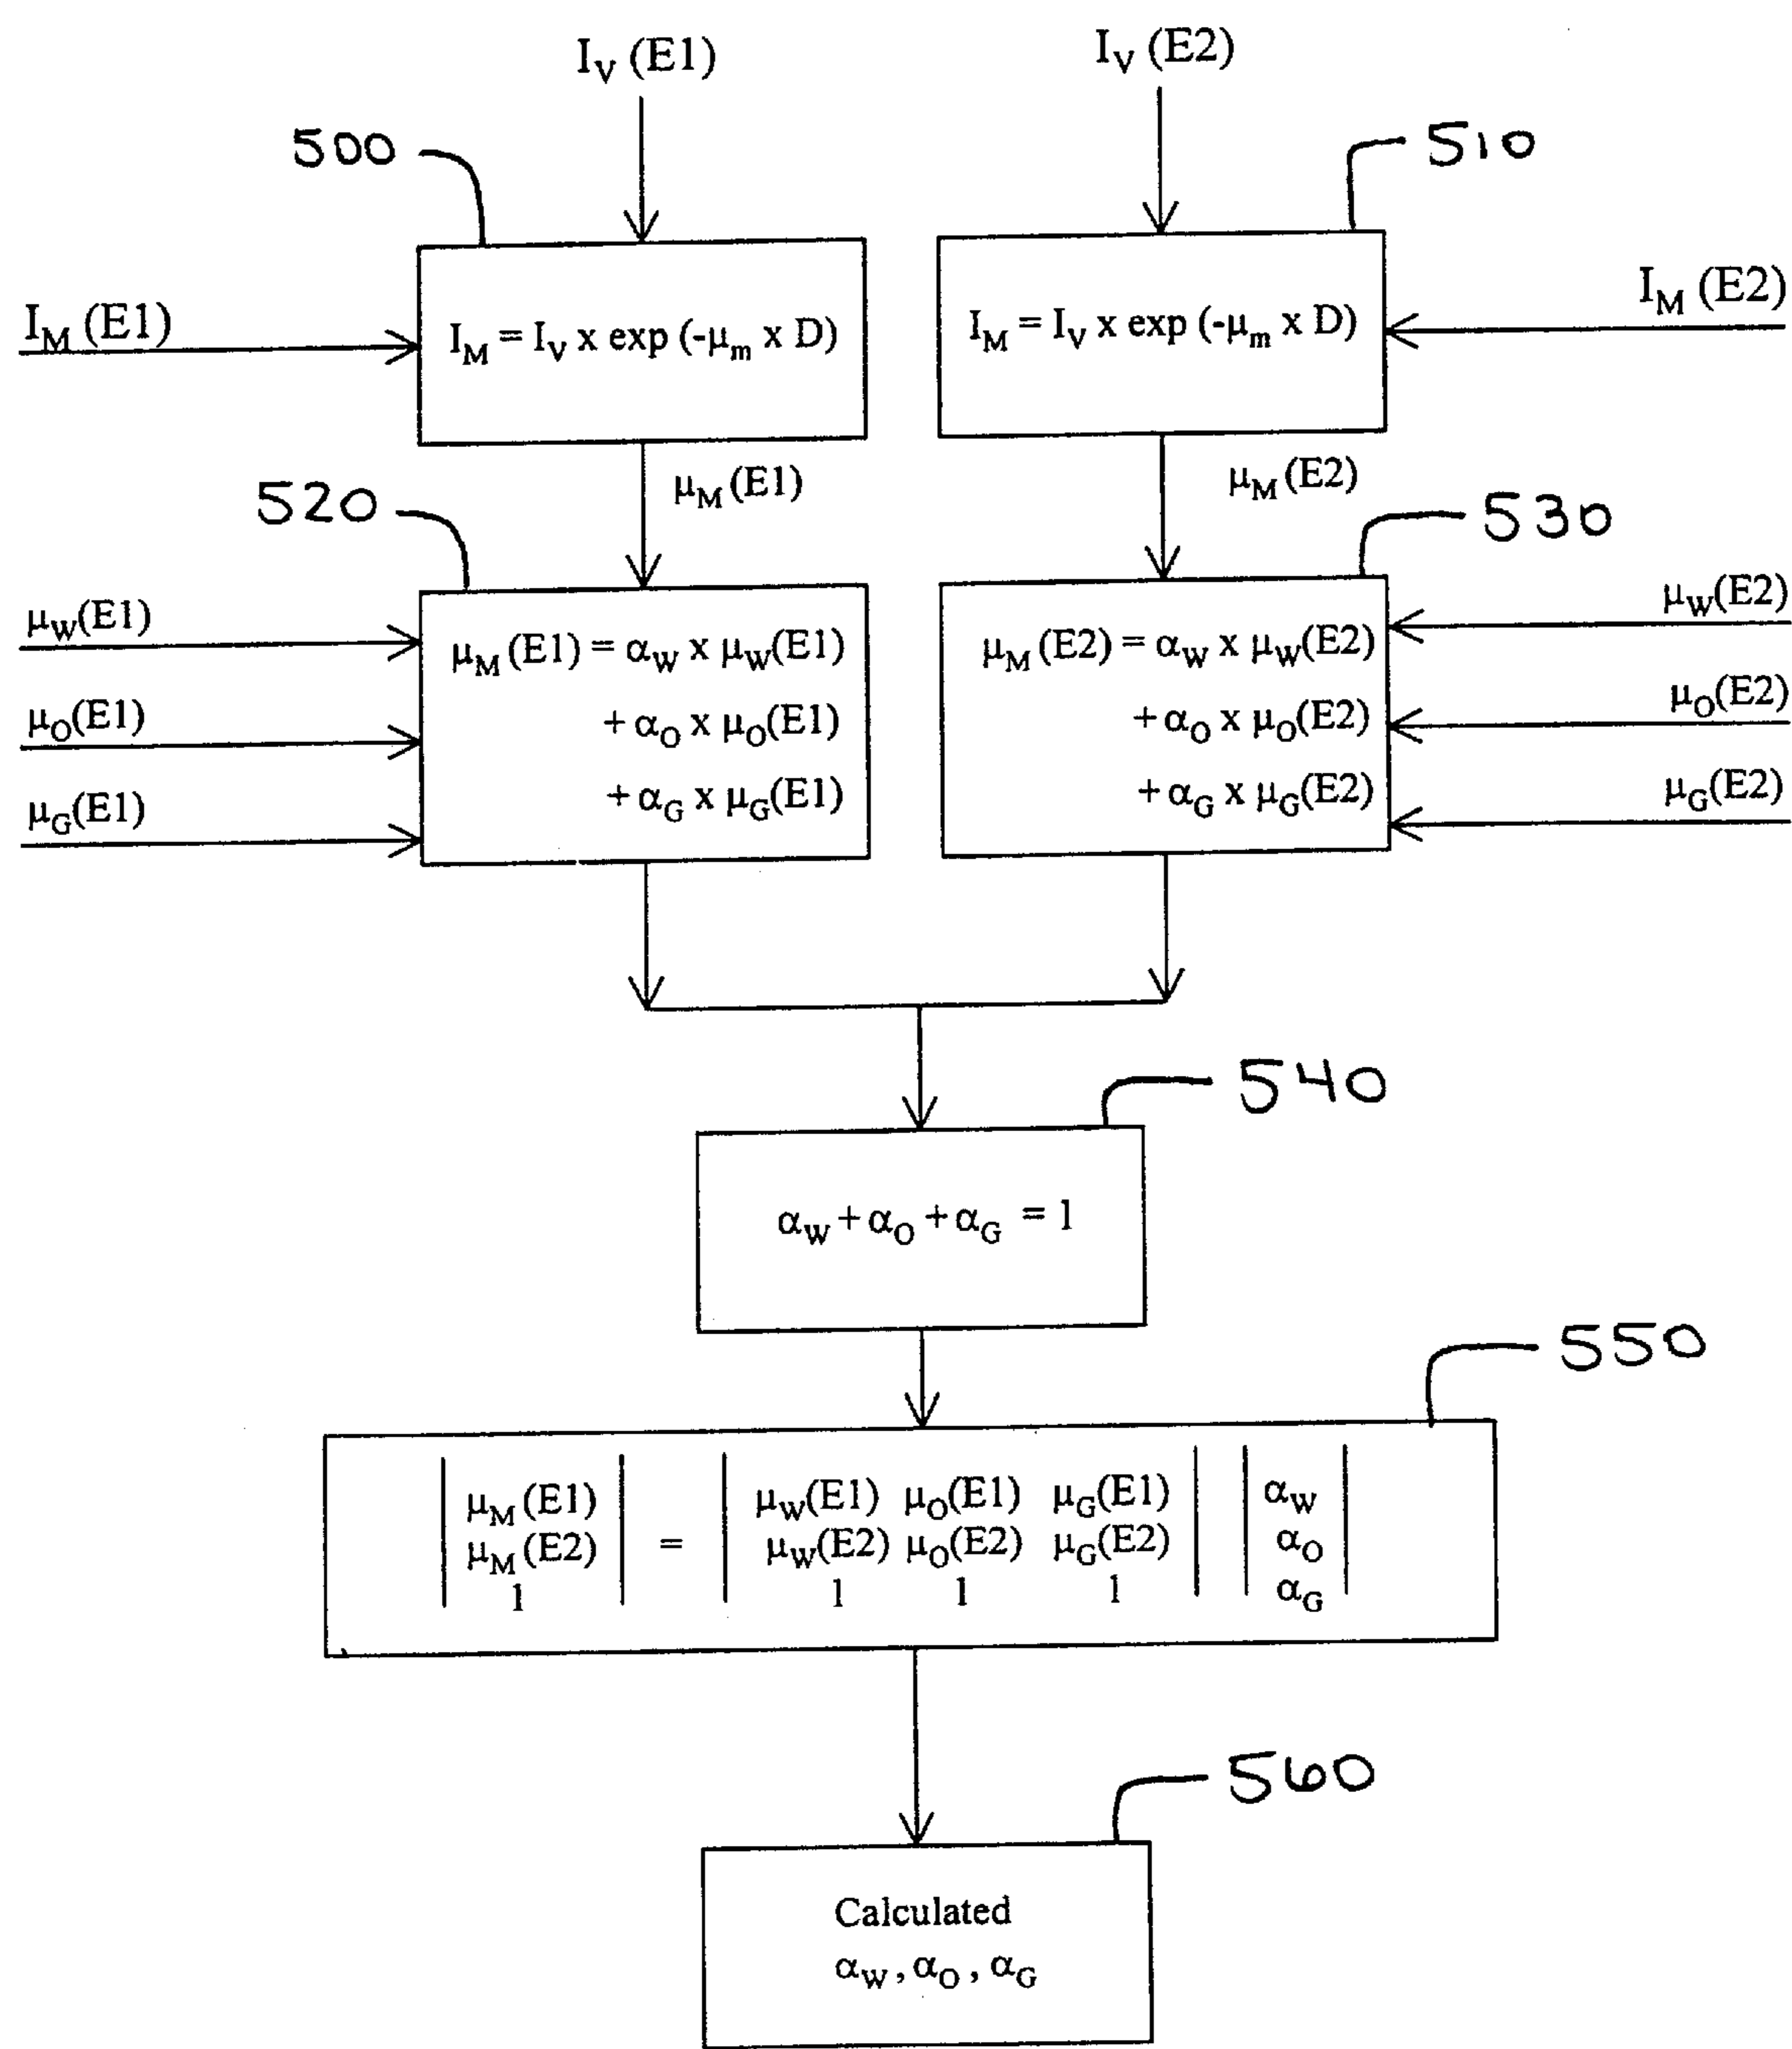 I_V (E1)
I_V (E2)
500
510
I_M (E1)
I_M = I_V x exp (-μ_m x D)
I_M = I_V x exp (-μ_m x D)
I_M (E2)
μ_M (E1)
μ_M (E2)
520
530
μ_W(E1)
μ_O(E1)
μ_G(E1)
μ_M (E1) = α_W x μ_W(E1)
+ α_O x μ_O(E1)
+ α_G x μ_G(E1)
μ_M (E2) = α_W x μ_W(E2)
+ α_O x μ_O(E2)
+ α_G x μ_G(E2)
μ_W(E2)
μ_O(E2)
μ_G(E2)
540
α_W + α_O + α_G = 1
550
| μ_M (E1) | | μ_W(E1) μ_O(E1) μ_G(E1) | | α_W |
| μ_M (E2) | = | μ_W(E2) μ_O(E2) μ_G(E2) | | α_O |
| 1 | | 1 1 1 | | α_G |
560
Calculated
α_W , α_O , α_G